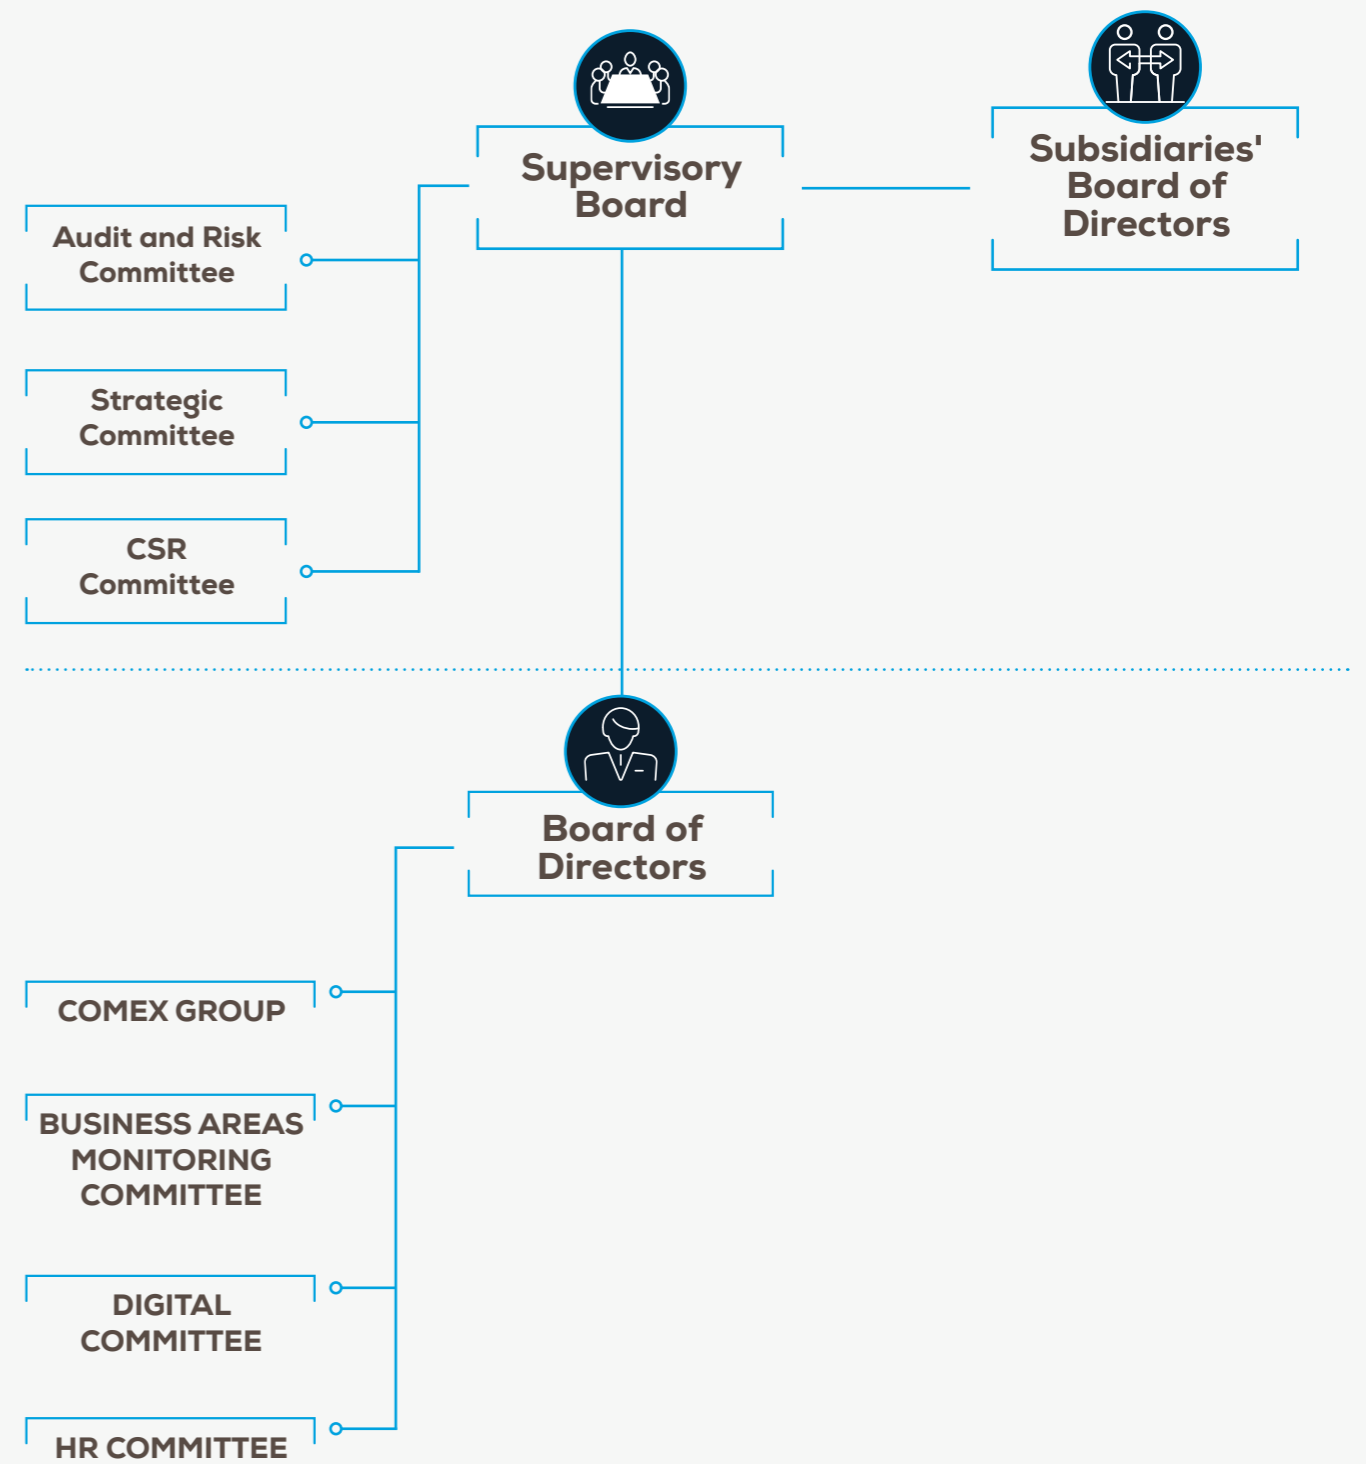 Supervisory
Board
Subsidiaries'
Board of
Directors
Audit and Risk
Committee
Strategic
Committee
CSR
Committee
Board of
Directors
COMEX GROUP
BUSINESS AREAS
MONITORING
COMMITTEE
DIGITAL
COMMITTEE
HR COMMITTEE